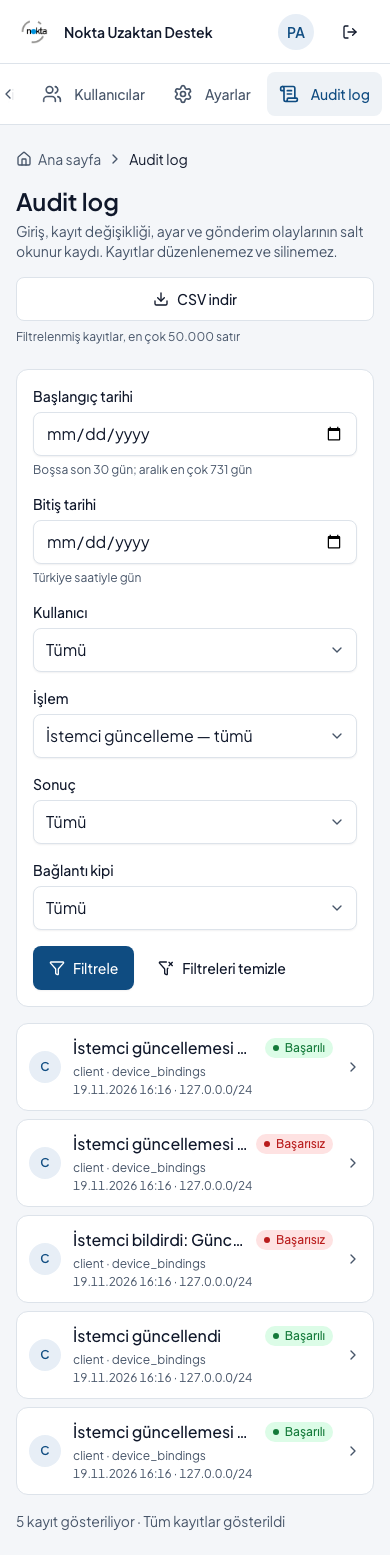 nokta
Nokta Uzaktan Destek
PA
Kullanıcılar
Ayarlar
Audit log
Ana sayfa
Audit log
Audit log
Giriş, kayıt değişikliği, ayar ve gönderim olaylarının salt
okunur kaydı. Kayıtlar düzenlenemez ve silinemez.
CSV indir
Filtrelenmiş kayıtlar, en çok 50.000 satır
Başlangıç tarihi
mm/dd/yyyy
Boşsa son 30 gün; aralık en çok 731 gün
Bitiş tarihi
mm/dd/yyyy
Türkiye saatiyle gün
Kullanıcı
Tümü
İşlem
İstemci güncelleme — tümü
Sonuç
Tümü
Bağlantı kipi
Tümü
Filtrele
Filtreleri temizle
C
İstemci güncellemesi ...
Başarılı
client · device_bindings
19.11.2026 16:16 · 127.0.0.0/24
C
İstemci güncellemesi ...
Başarısız
client · device_bindings
19.11.2026 16:16 · 127.0.0.0/24
C
İstemci bildirdi: Günc...
Başarısız
client · device_bindings
19.11.2026 16:16 · 127.0.0.0/24
C
İstemci güncellendi
Başarılı
client · device_bindings
19.11.2026 16:16 · 127.0.0.0/24
C
İstemci güncellemesi ...
Başarılı
client · device_bindings
19.11.2026 16:16 · 127.0.0.0/24
5 kayıt gösteriliyor · Tüm kayıtlar gösterildi